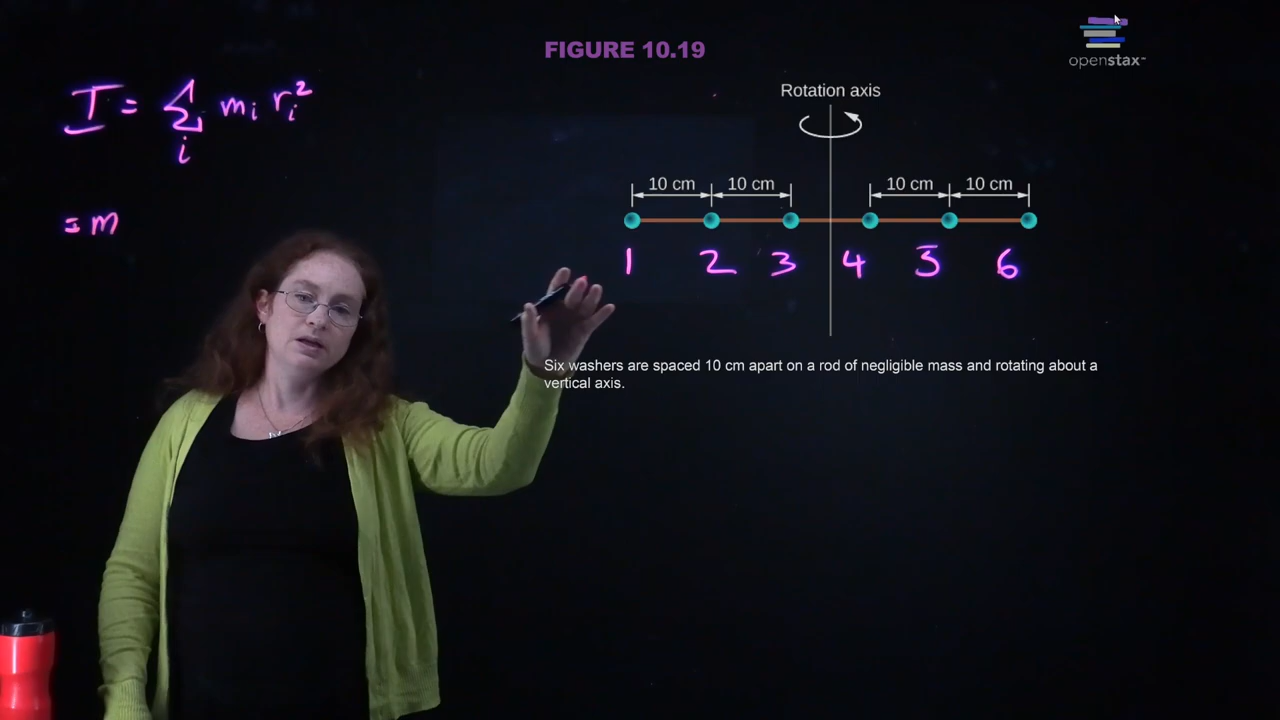 FIGURE 10.19
openstax™
I = Σ mᵢ rᵢ²
i
= m
Rotation axis
10 cm 10 cm 10 cm 10 cm
1 2 3 4 5 6
Six washers are spaced 10 cm apart on a rod of negligible mass and rotating about a
vertical axis.